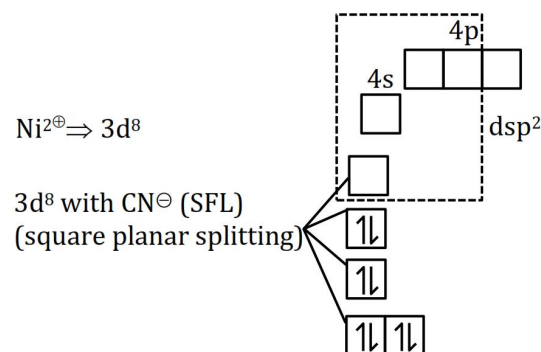 4p
4s
Ni²⊕⇒ 3d⁸
dsp²
3d⁸ with CN⊖ (SFL)
(square planar splitting)